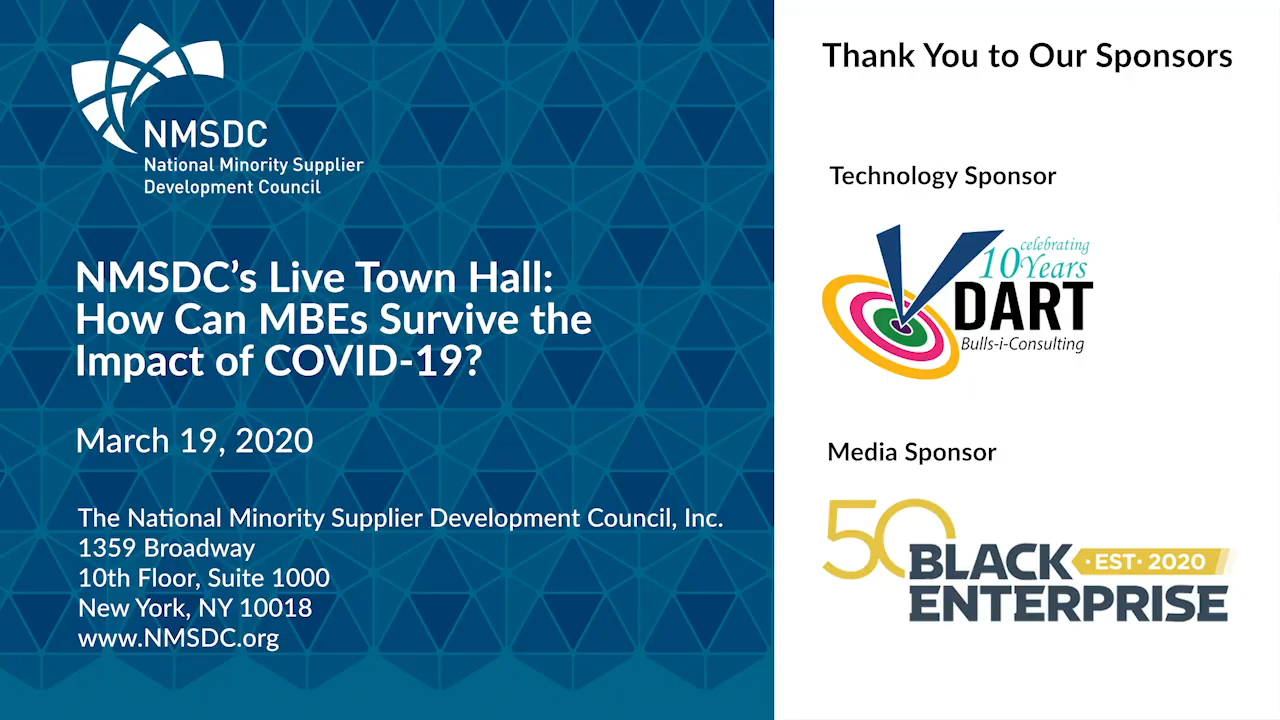 NMSDC
National Minority Supplier
Development Council
NMSDC’s Live Town Hall:
How Can MBEs Survive the
Impact of COVID-19?
March 19, 2020
The National Minority Supplier Development Council, Inc.
1359 Broadway
10th Floor, Suite 1000
New York, NY 10018
www.NMSDC.org
Thank You to Our Sponsors
Technology Sponsor
celebrating
10 Years
DART
Bulls-i-Consulting
Media Sponsor
50
BLACK
·EST· 2020
ENTERPRISE